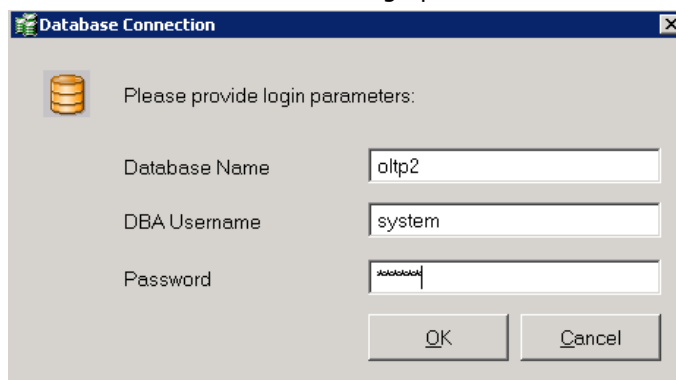 Database Connection
Please provide login parameters:
Database Name
oltp2
DBA Username
system
Password
OK
Cancel